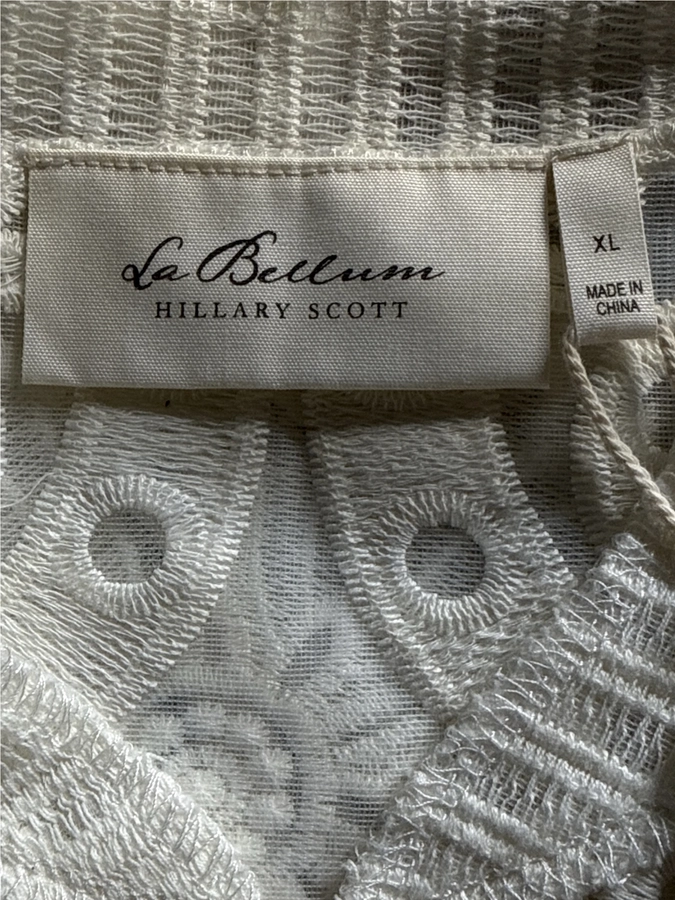 La Bellum
HILLARY SCOTT
XL
MADE IN
CHINA